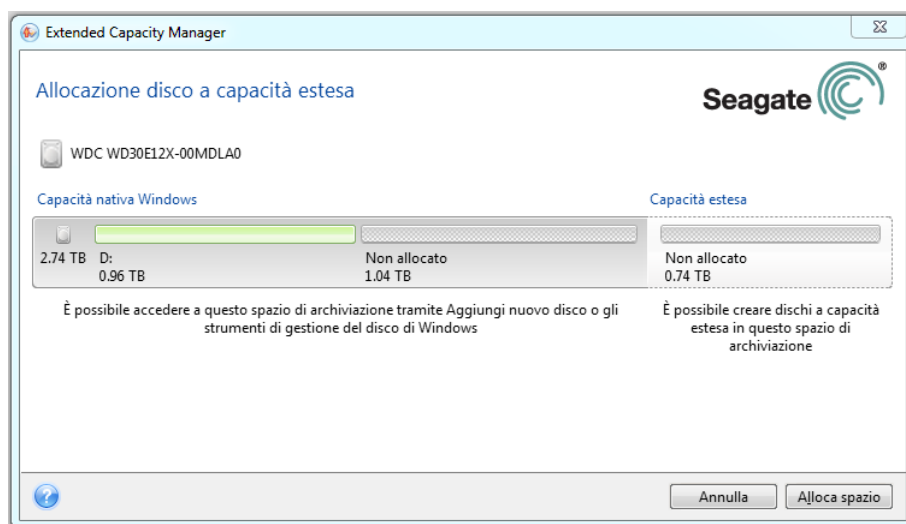 Extended Capacity Manager
Allocazione disco a capacità estesa
Seagate®
WDC WD30E12X-00MDLA0
Capacità nativa Windows
Capacità estesa
2.74 TB
D:
0.96 TB
Non allocato
1.04 TB
Non allocato
0.74 TB
È possibile accedere a questo spazio di archiviazione tramite Aggiungi nuovo disco o gli
strumenti di gestione del disco di Windows
È possibile creare dischi a capacità
estesa in questo spazio di
archiviazione
?
Annulla
Alloca spazio